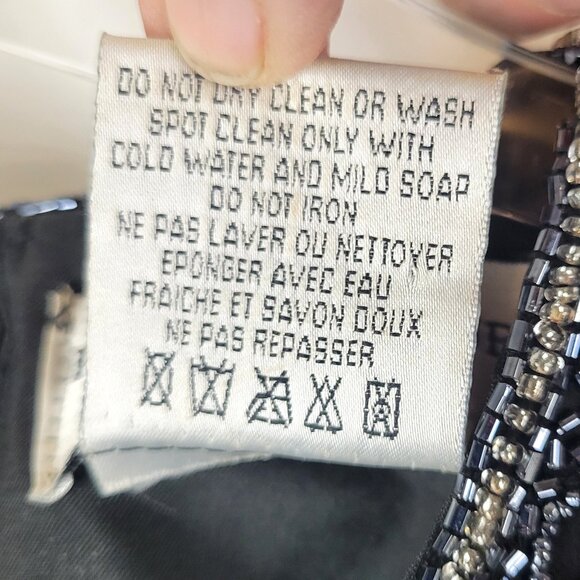 DO NOT DRY CLEAN OR WASH
SPOT CLEAN ONLY WITH
COLD WATER AND MILD SOAP
DO NOT IRON
NE PAS LAVER OU NETTOYER
EPONGER AVEC EAU
FRAICHE ET SAVON DOUX
NE PAS REPASSER